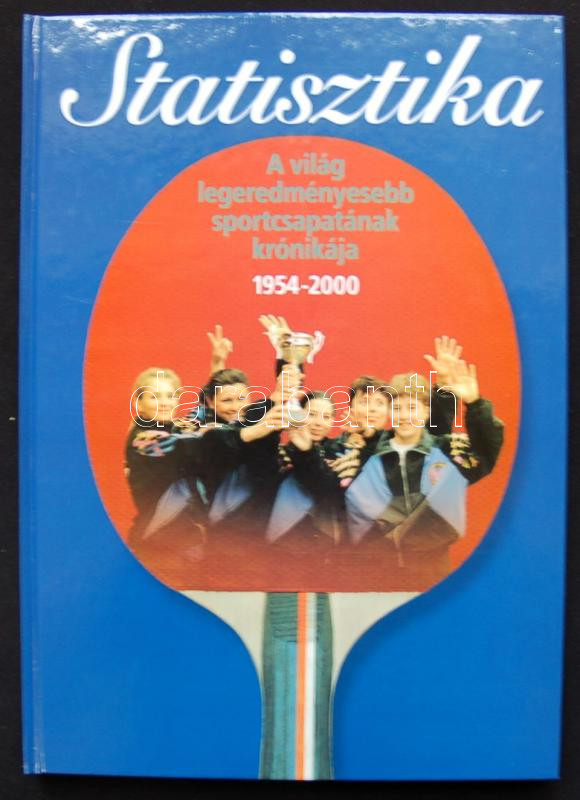 Statisztika
A világ
legeredményesebb
sportcsapatának
krónikája
1954-2000
darabanth